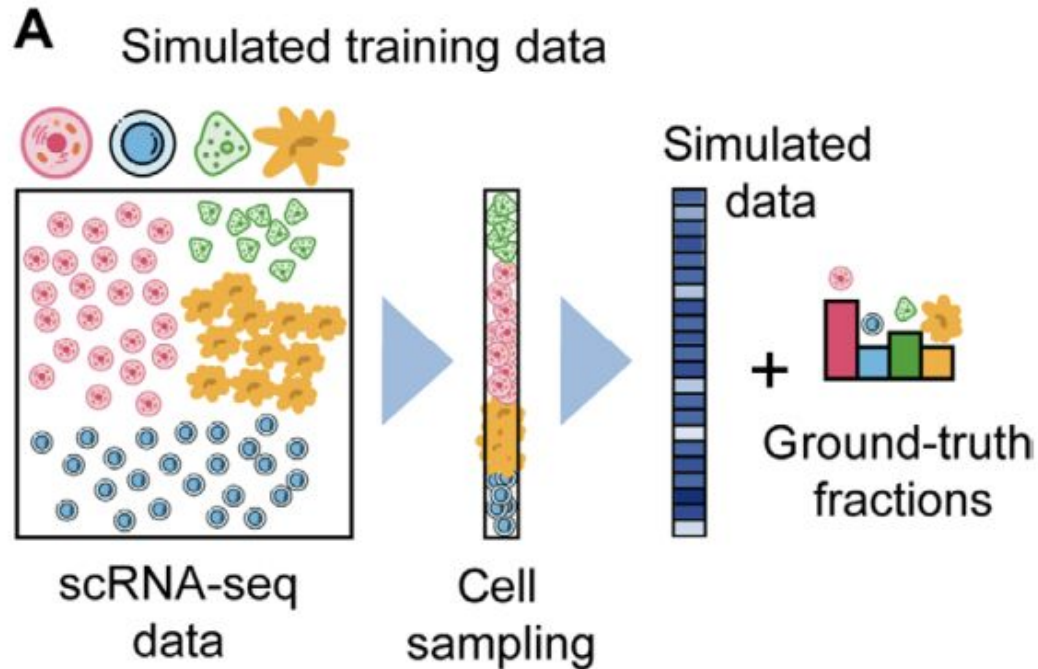 A
Simulated training data
Simulated
data
+
Ground-truth
fractions
scRNA-seq
data
Cell
sampling